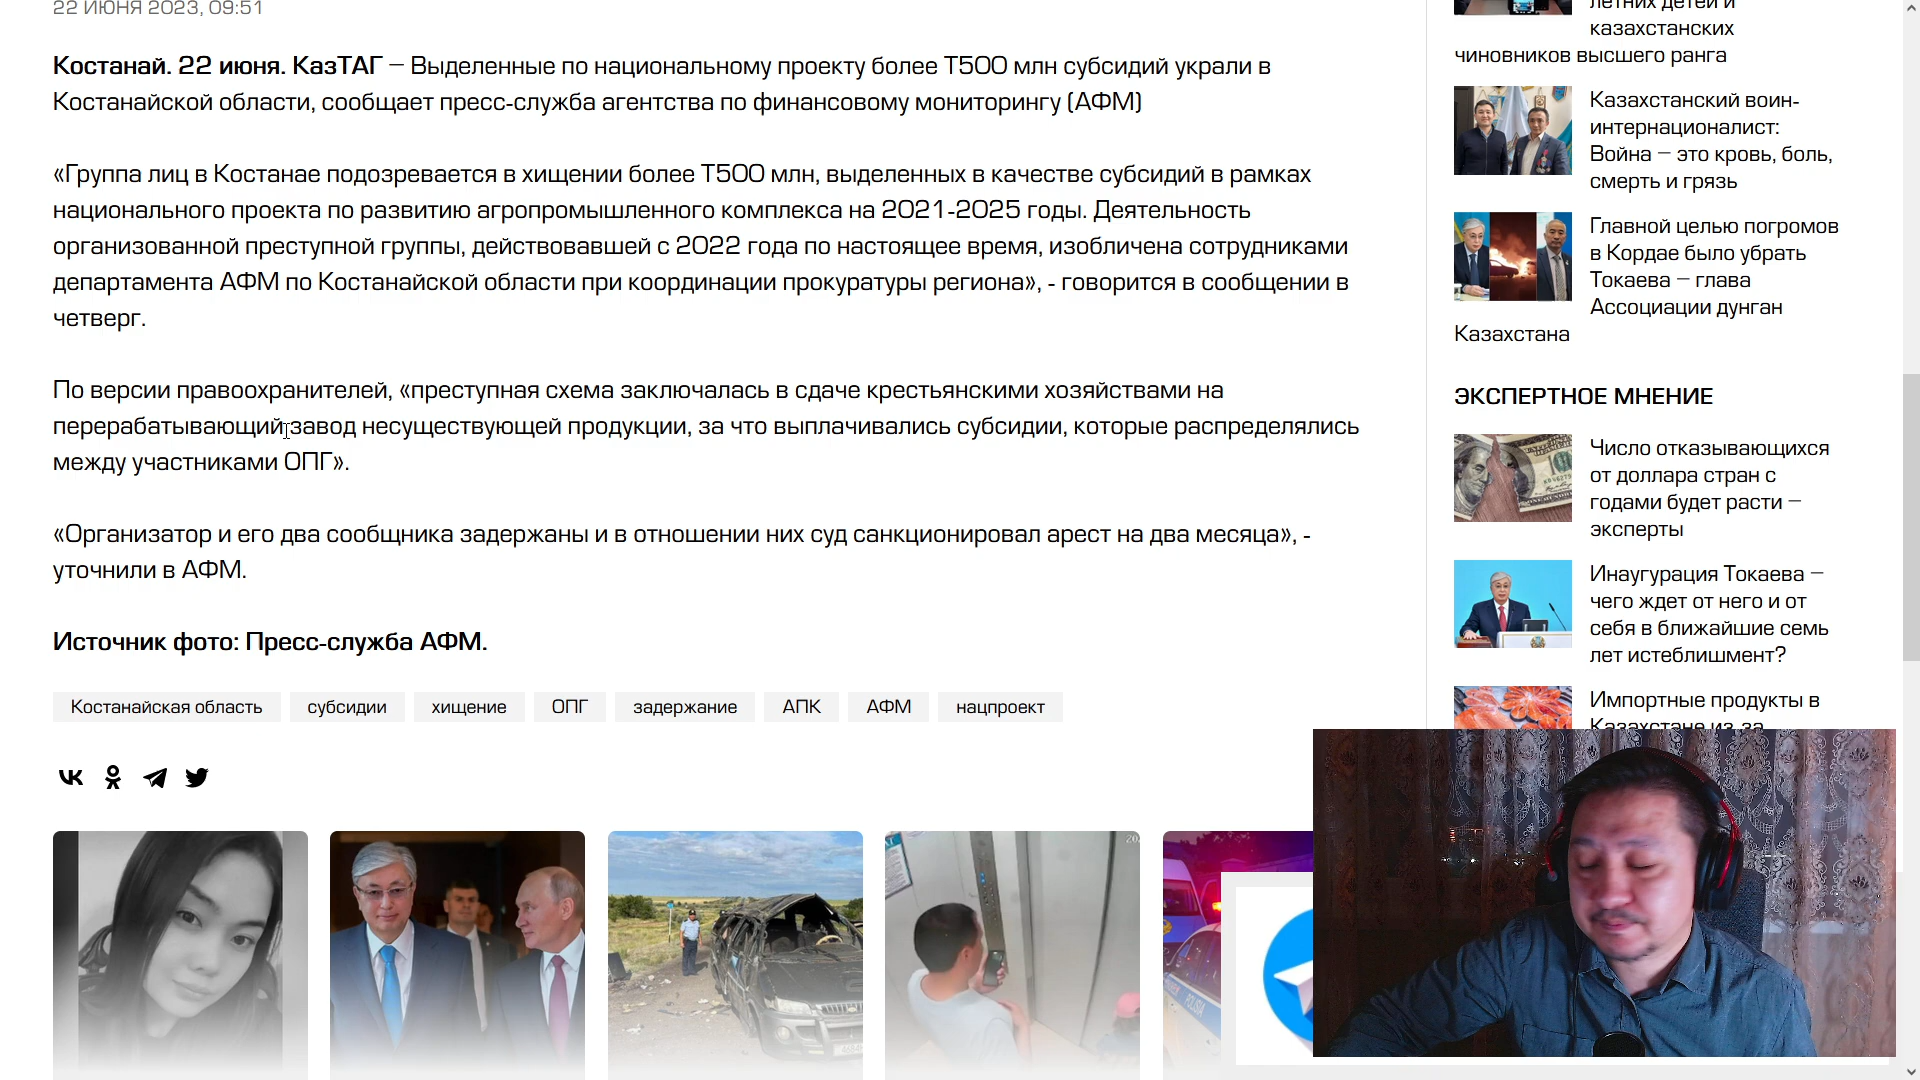 22 ИЮНЯ 2023, 09:51
Костанай. 22 июня. КазТАГ – Выделенные по национальному проекту более Т500 млн субсидий украли в
Костанайской области, сообщает пресс-служба агентства по финансовому мониторингу (АФМ)
«Группа лиц в Костанае подозревается в хищении более Т500 млн, выделенных в качестве субсидий в рамках
национального проекта по развитию агропромышленного комплекса на 2021-2025 годы. Деятельность
организованной преступной группы, действовавшей с 2022 года по настоящее время, изобличена сотрудниками
департамента АФМ по Костанайской области при координации прокуратуры региона», - говорится в сообщении в
четверг.
По версии правоохранителей, «преступная схема заключалась в сдаче крестьянскими хозяйствами на
перерабатывающий завод несуществующей продукции, за что выплачивались субсидии, которые распределялись
между участниками ОПГ».
«Организатор и его два сообщника задержаны и в отношении них суд санкционировал арест на два месяца», -
уточнили в АФМ.
Источник фото: Пресс-служба АФМ.
Костанайская область субсидии хищение ОПГ задержание АПК АФМ нацпроект
летних детей и
казахстанских
чиновников высшего ранга
Казахстанский воин-
интернационалист:
Война – это кровь, боль,
смерть и грязь
Главной целью погромов
в Кордае было убрать
Токаева – глава
Ассоциации дунган
Казахстана
ЭКСПЕРТНОЕ МНЕНИЕ
Число отказывающихся
от доллара стран с
годами будет расти –
эксперты
Инаугурация Токаева –
чего ждет от него и от
себя в ближайшие семь
лет истеблишмент?
Импортные продукты в
Казахстане из-за